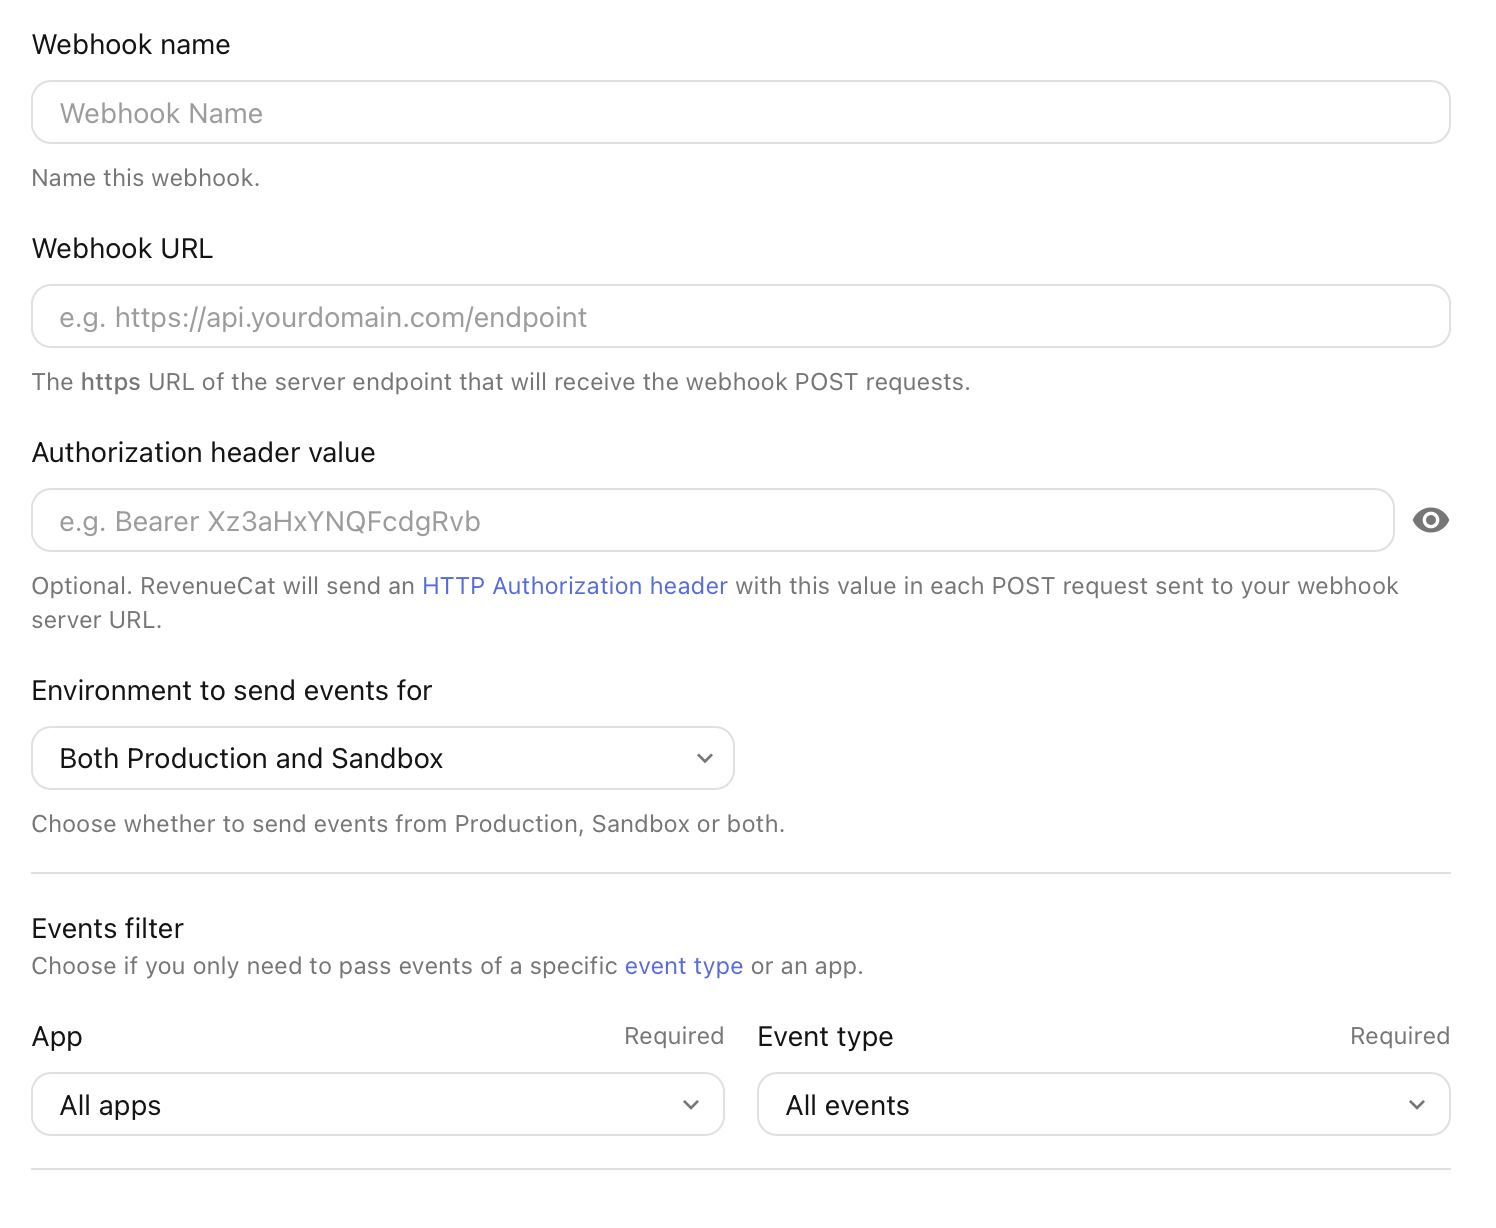 Webhook name
Webhook Name
Name this webhook.
Webhook URL
e.g. https://api.yourdomain.com/endpoint
The https URL of the server endpoint that will receive the webhook POST requests.
Authorization header value
e.g. Bearer Xz3aHxYNQFcdgRvb
Optional. RevenueCat will send an HTTP Authorization header with this value in each POST request sent to your webhook
server URL.
Environment to send events for
Both Production and Sandbox
Choose whether to send events from Production, Sandbox or both.
Events filter
Choose if you only need to pass events of a specific event type or an app.
App Required Event type Required
All apps All events